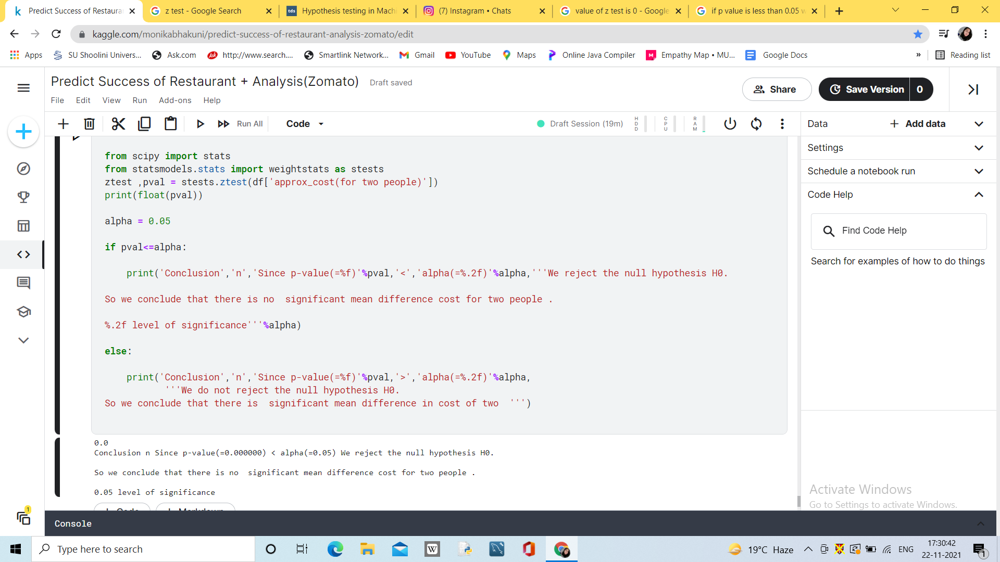 Predict Success of Restaura
z test - Google Search
Hypothesis testing in Machi
(7) Instagram • Chats
value of z test is 0 - Google
if p value is less than 0.05 w
kaggle.com/monikabhakuni/predict-success-of-restaurant-analysis-zomato/edit
Apps
SU Shoolini Univers...
Ask.com
http://www.search....
Smartlink Network...
Gmail
YouTube
Maps
Online Java Compiler
Empathy Map • MU...
Google Docs
»
Reading list
Predict Success of Restaurant + Analysis(Zomato)
Draft saved
File Edit View Run Add-ons Help
Share
Save Version 0
Run All
Code
Draft Session (19m)
HDD
CPU
RAM
Data
+ Add data
Settings
Schedule a notebook run
Code Help
Find Code Help
Search for examples of how to do things
from scipy import stats
from statsmodels.stats import weightstats as stests
ztest ,pval = stests.ztest(df['approx_cost(for two people)'])
print(float(pval))
alpha = 0.05
if pval<=alpha:
print('Conclusion','n','Since p-value(=%f)'%pval,'<','alpha(=%.2f)'%alpha,'''We reject the null hypothesis H0.
So we conclude that there is no  significant mean difference cost for two people .
%.2f level of significance'''%alpha)
else:
print('Conclusion','n','Since p-value(=%f)'%pval,'>','alpha(=%.2f)'%alpha,
'''We do not reject the null hypothesis H0.
So we conclude that there is  significant mean difference in cost of two  ''')
0.0
Conclusion n Since p-value(=0.000000) < alpha(=0.05) We reject the null hypothesis H0.
So we conclude that there is no  significant mean difference cost for two people .
0.05 level of significance
+ Code
+ Markdown
Activate Windows
Go to Settings to activate Windows.
1
Console
Type here to search
19°C Haze
ENG
17:30:42
22-11-2021
1